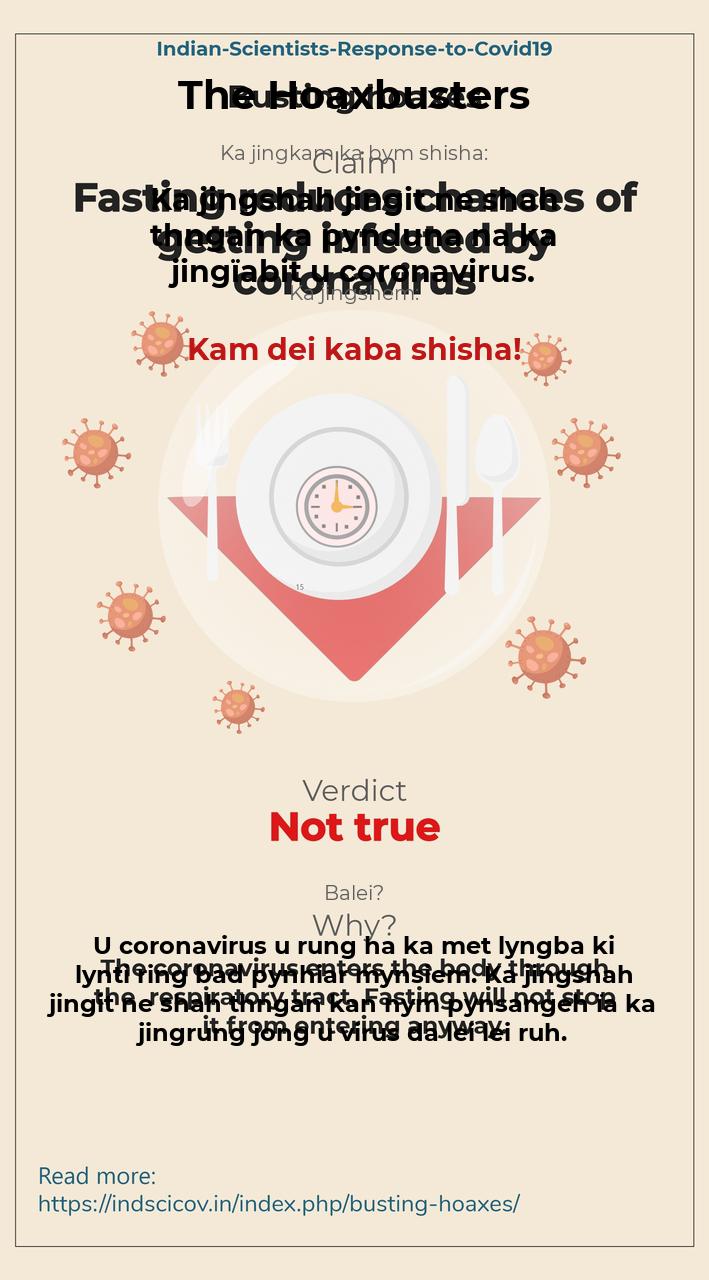 Indian-Scientists-Response-to-Covid19
The Hoaxbusters
Busting hoaxes
Ka jingkam ka bym shisha:
Claim
Fasting reduces chances of
Ka jingshah jingit ne shah
thngan ka pynduna na ka
getting infected by
jingïabit u coronavirus.
coronavirus
Ka jingshem:
Kam dei kaba shisha!
15
Verdict
Not true
Balei?
Why?
U coronavirus u rung ha ka met lyngba ki
The coronavirus enters the body through
lynti ring bad pynhiar mynsiem. Ka jingshah
the respiratory tract. Fasting will not stop
jingit ne shah thngan kan nym pynsangeh ia ka
it from entering anyway.
jingrung jong u virus da lei lei ruh.
Read more:
https://indscicov.in/index.php/busting-hoaxes/